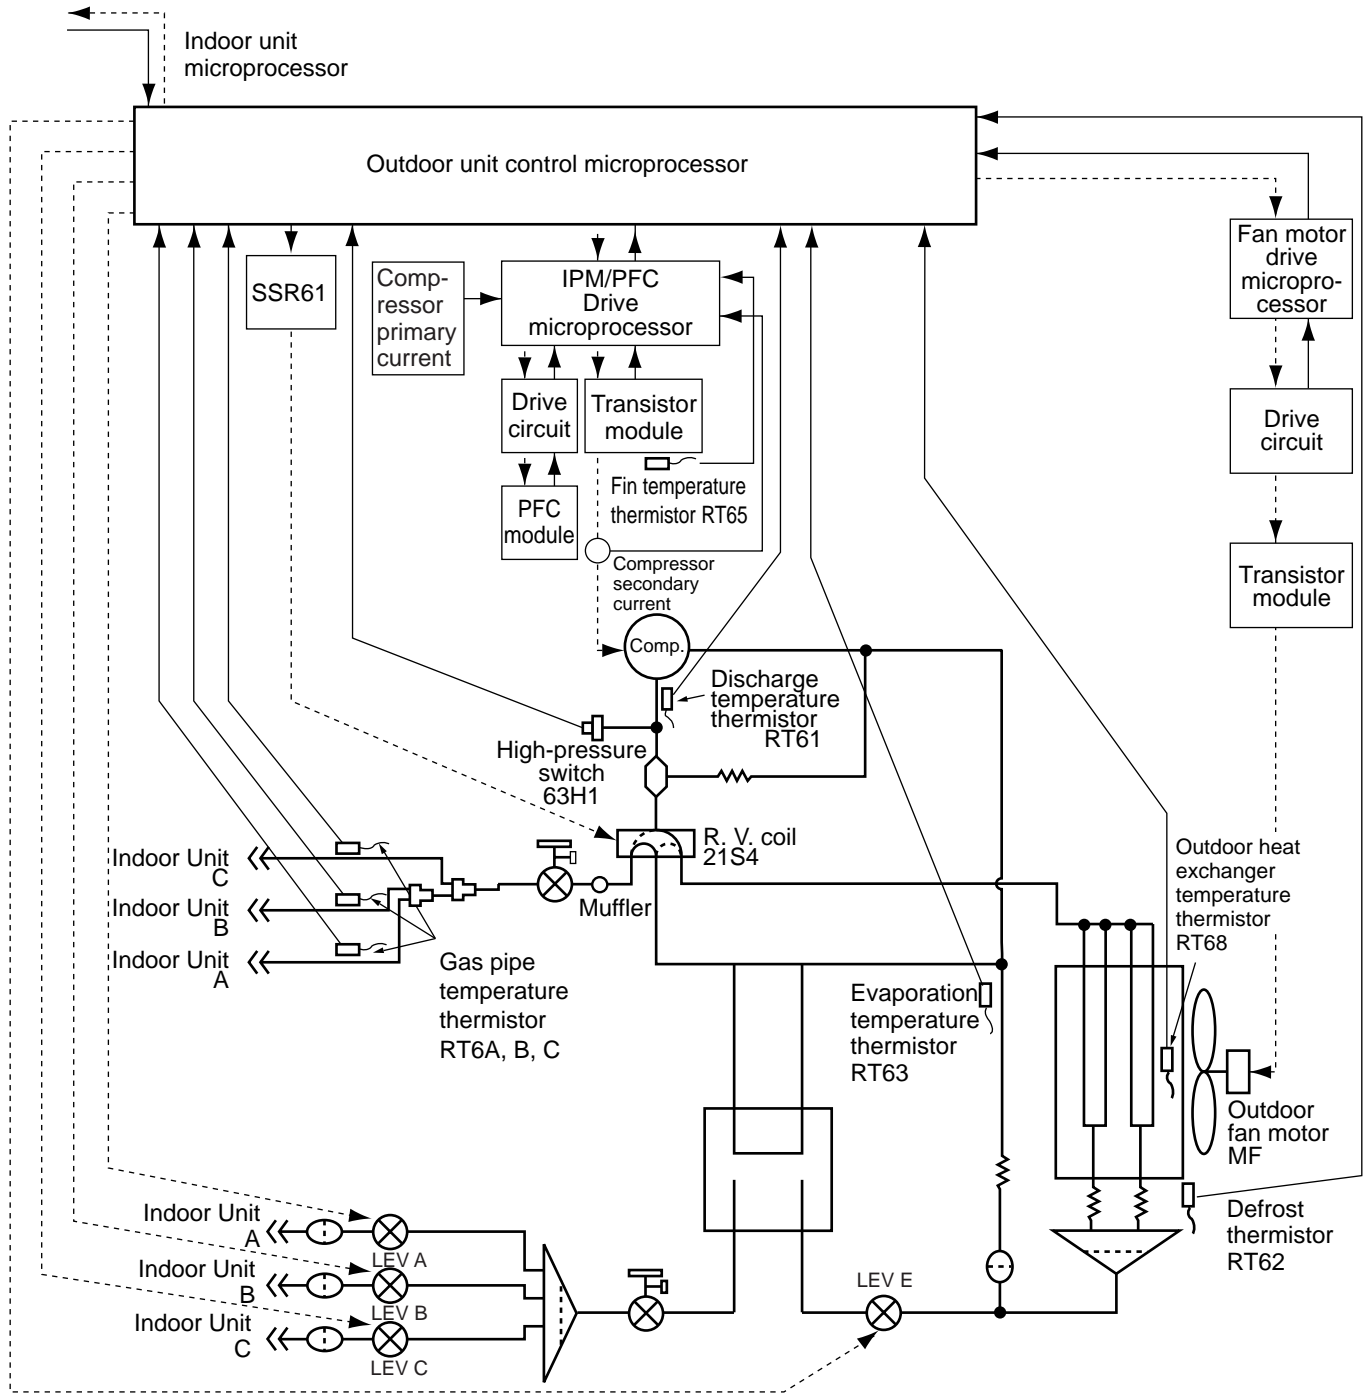 Indoor unit
microprocessor
Outdoor unit control microprocessor
SSR61
Comp-
ressor
primary
current
IPM/PFC
Drive
microprocessor
Fan motor
drive
micropro-
cessor
Drive
circuit
Transistor
module
Drive
circuit
PFC
module
Fin temperature
thermistor RT65
Compressor
secondary
current
Transistor
module
Comp.
Discharge
temperature
thermistor
RT61
High-pressure
switch
63H1
R. V. coil
21S4
Indoor Unit
C
Indoor Unit
B
Indoor Unit
A
Muffler
Outdoor heat
exchanger
temperature
thermistor
RT68
Gas pipe
temperature
thermistor
RT6A, B, C
Evaporation
temperature
thermistor
RT63
Outdoor
fan motor
MF
Defrost
thermistor
RT62
Indoor Unit
A
LEV A
Indoor Unit
B
LEV B
Indoor Unit
C
LEV C
LEV E